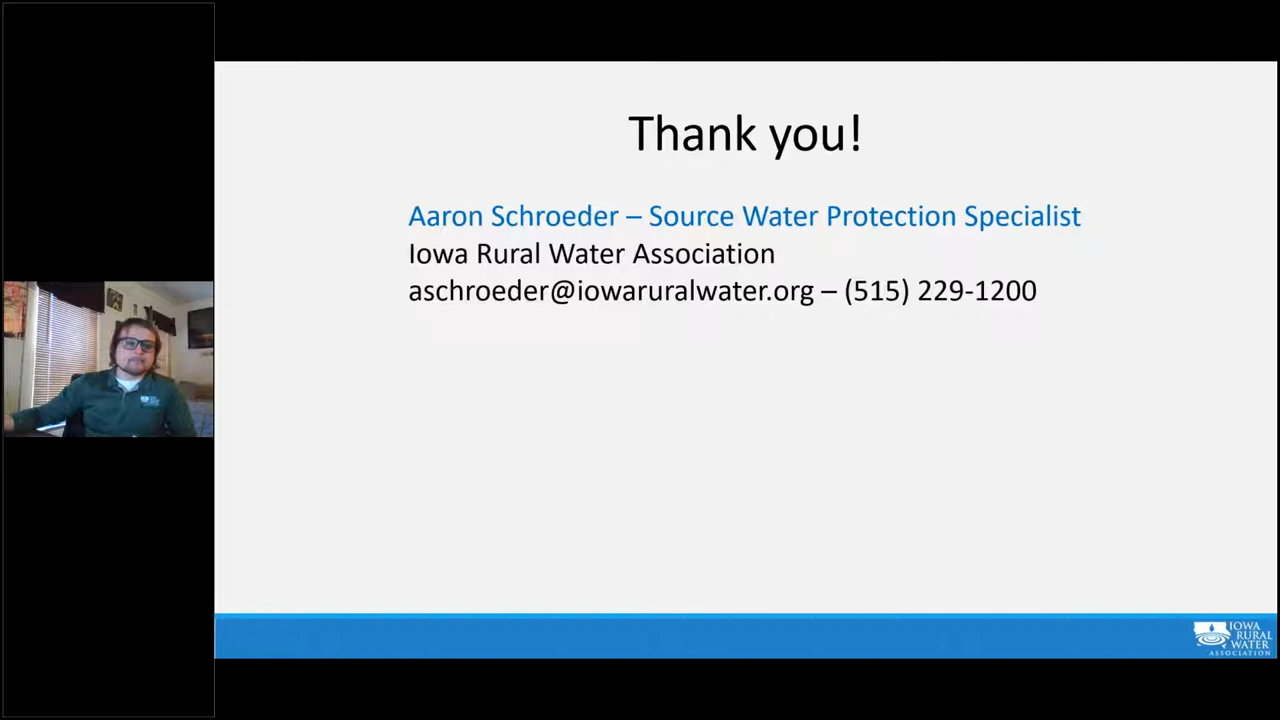 Thank you!
Aaron Schroeder – Source Water Protection Specialist
Iowa Rural Water Association
aschroeder@iowaruralwater.org – (515) 229-1200
IOWA
RURAL
WATER
ASSOCIATION